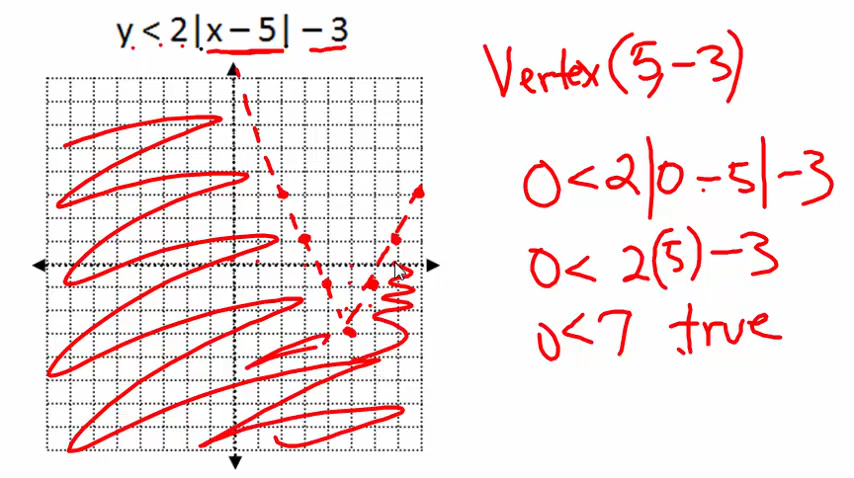 y < 2|x − 5| − 3
Vertex (5, −3)
0 < 2|0 − 5| − 3
0 < 2(5) − 3
0 < 7 true